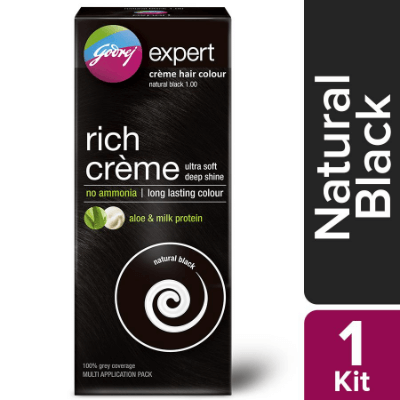 Godrej
expert
crème hair colour
natural black 1.00
rich
crème
ultra soft
deep shine
no ammonia | long lasting colour
aloe & milk protein
natural black
100% grey coverage
MULTI APPLICATION PACK
Natural
Black
1
Kit